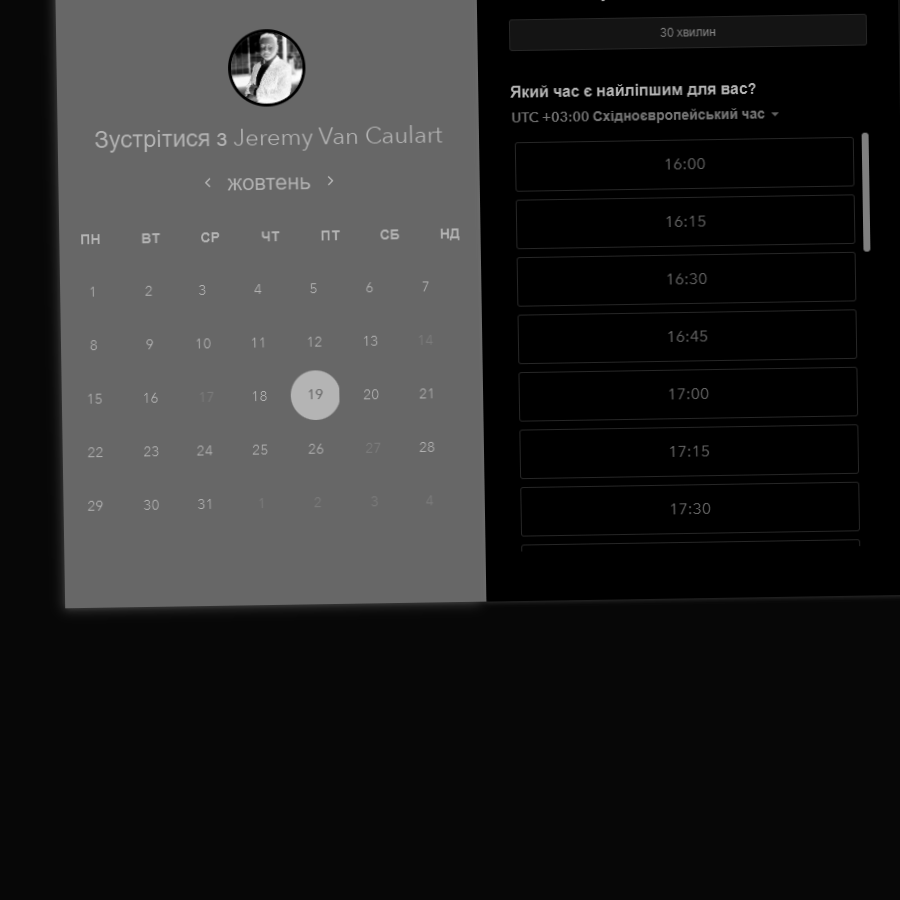 Зустрітися з Jeremy Van Caulart
жовтень
ПН ВТ СР ЧТ ПТ СБ НД
1 2 3 4 5 6 7
8 9 10 11 12 13 14
15 16 17 18 19 20 21
22 23 24 25 26 27 28
29 30 31 1 2 3 4
30 хвилин
Який час є найліпшим для вас?
UTC +03:00 Східноєвропейський час
16:00
16:15
16:30
16:45
17:00
17:15
17:30